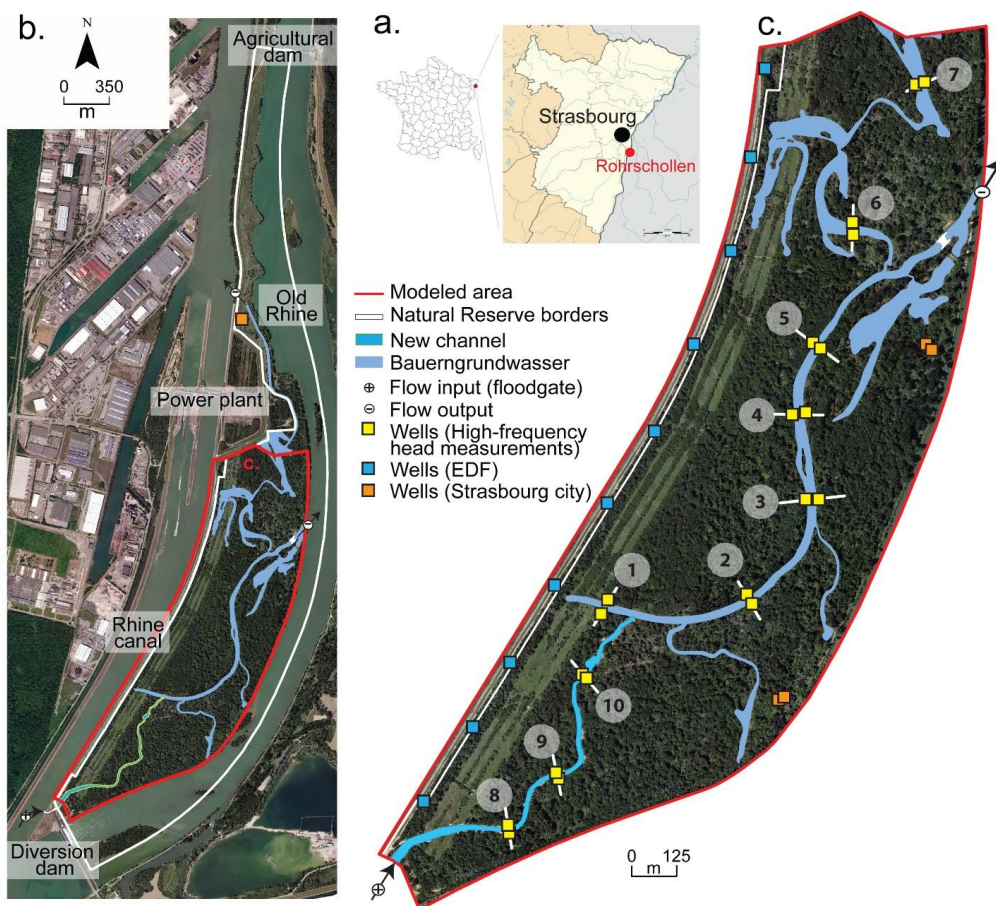 b.
N
0 350
m
Agricultural
dam
Old
Rhine
Power plant
c.
Rhine
canal
Diversion
dam
a.
Strasbourg
Rohrschollen
Modeled area
Natural Reserve borders
New channel
Bauerngrundwasser
Flow input (floodgate)
Flow output
Wells (High-frequency
head measurements)
Wells (EDF)
Wells (Strasbourg city)
c.
7
6
5
4
3
2
1
10
9
8
0 125
m